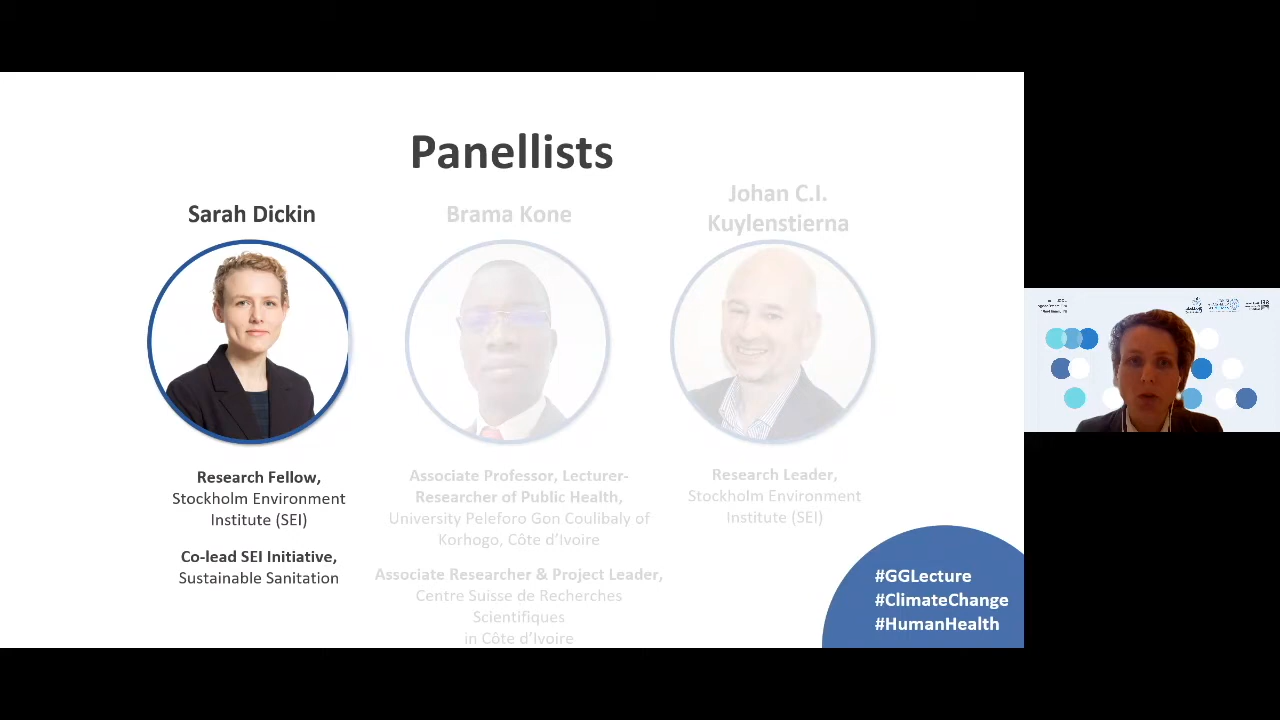 Panellists
Sarah Dickin
Research Fellow,
Stockholm Environment
Institute (SEI)
Co-lead SEI Initiative,
Sustainable Sanitation
Brama Kone
Associate Professor, Lecturer-
Researcher of Public Health,
University Peleforo Gon Coulibaly of
Korhogo, Côte d'Ivoire
Associate Researcher & Project Leader,
Centre Suisse de Recherches
Scientifiques
in Côte d'Ivoire
Johan C.I.
Kuylenstierna
Research Leader,
Stockholm Environment
Institute (SEI)
#GGLecture
#ClimateChange
#HumanHealth